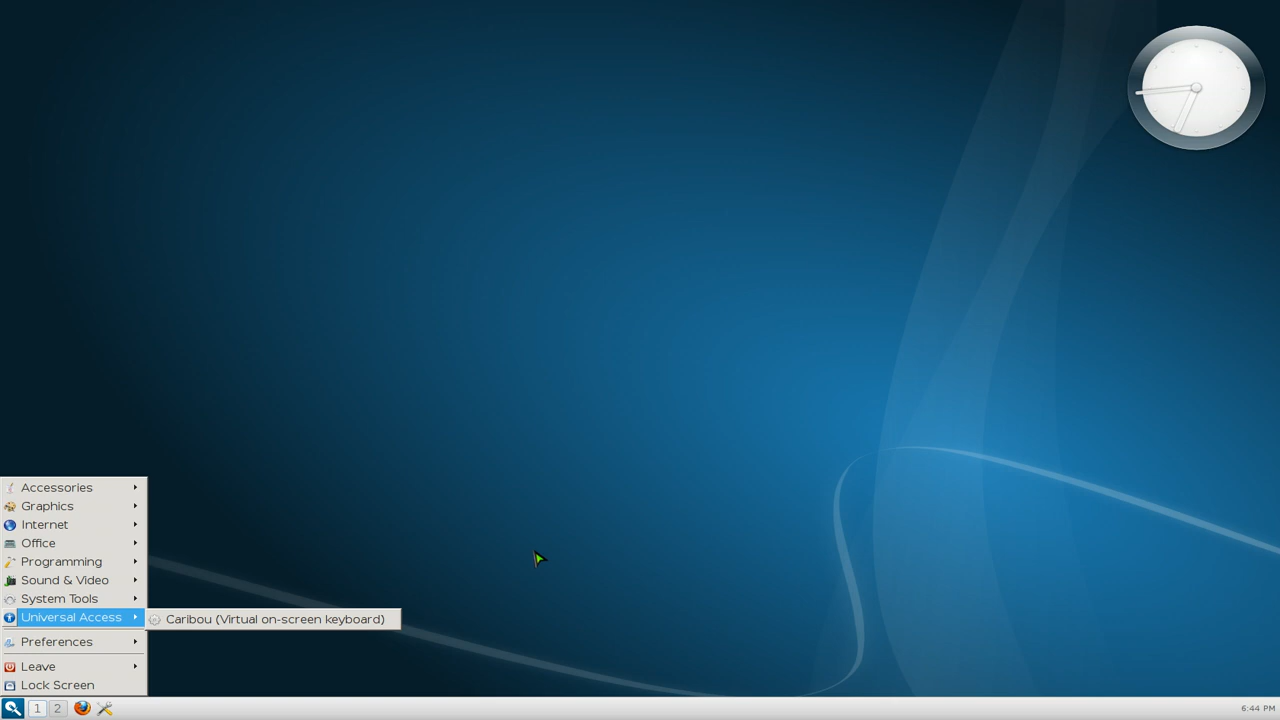 Accessories
Graphics
Internet
Office
Programming
Sound & Video
System Tools
Universal Access
Caribou (Virtual on-screen keyboard)
Preferences
Leave
Lock Screen
1 2
6:44 PM